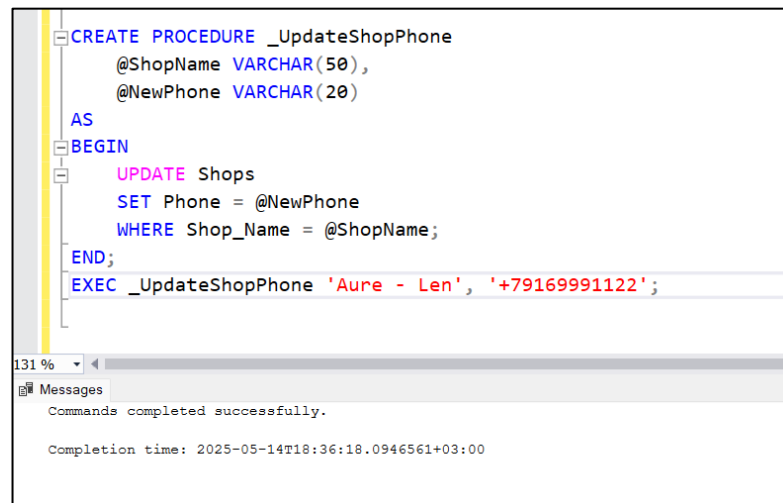 CREATE PROCEDURE _UpdateShopPhone
@ShopName VARCHAR(50),
@NewPhone VARCHAR(20)
AS
BEGIN
UPDATE Shops
SET Phone = @NewPhone
WHERE Shop_Name = @ShopName;
END;
EXEC _UpdateShopPhone 'Aure - Len', '+79169991122';
131 %
Messages
Commands completed successfully.
Completion time: 2025-05-14T18:36:18.0946561+03:00